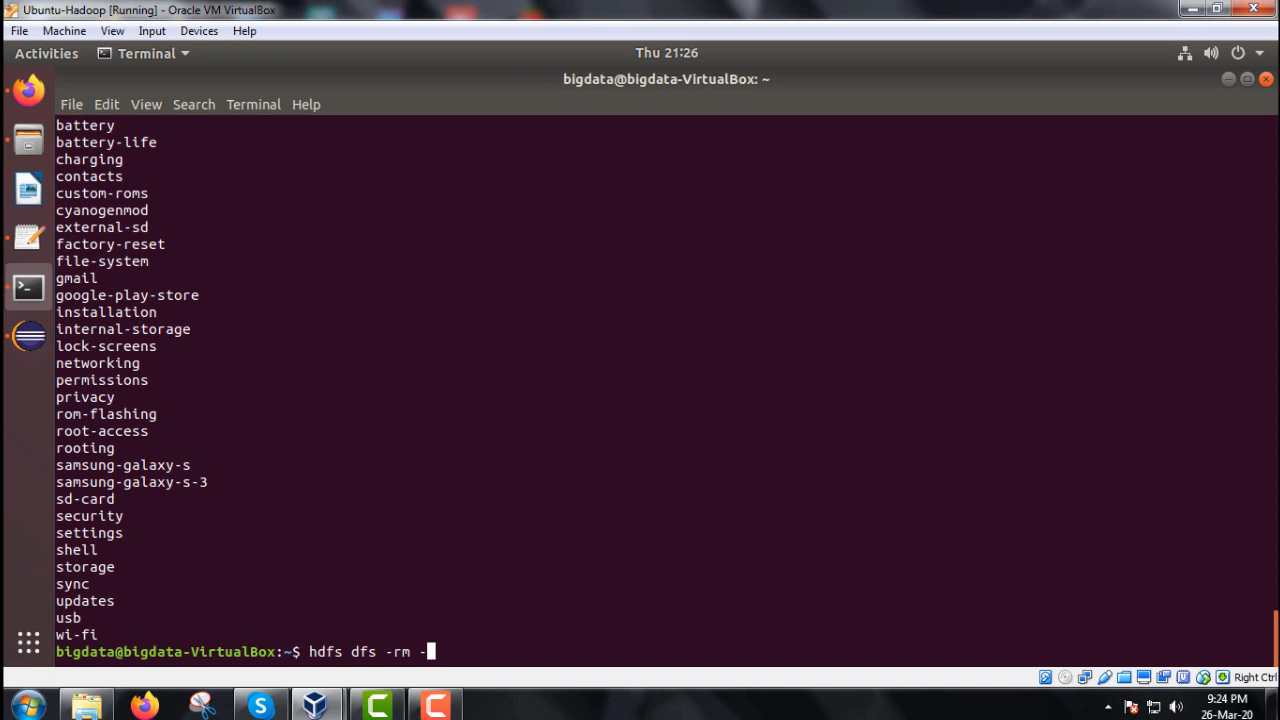 Ubuntu-Hadoop [Running] - Oracle VM VirtualBox
File Machine View Input Devices Help
Activities Terminal Thu 21:26
bigdata@bigdata-VirtualBox: ~
File Edit View Search Terminal Help
battery
battery-life
charging
contacts
custom-roms
cyanogenmod
external-sd
factory-reset
file-system
gmail
google-play-store
installation
internal-storage
lock-screens
networking
permissions
privacy
rom-flashing
root-access
rooting
samsung-galaxy-s
samsung-galaxy-s-3
sd-card
security
settings
shell
storage
sync
updates
usb
wi-fi
bigdata@bigdata-VirtualBox:~$ hdfs dfs -rm -
Right Ctrl
9:24 PM
26-Mar-20